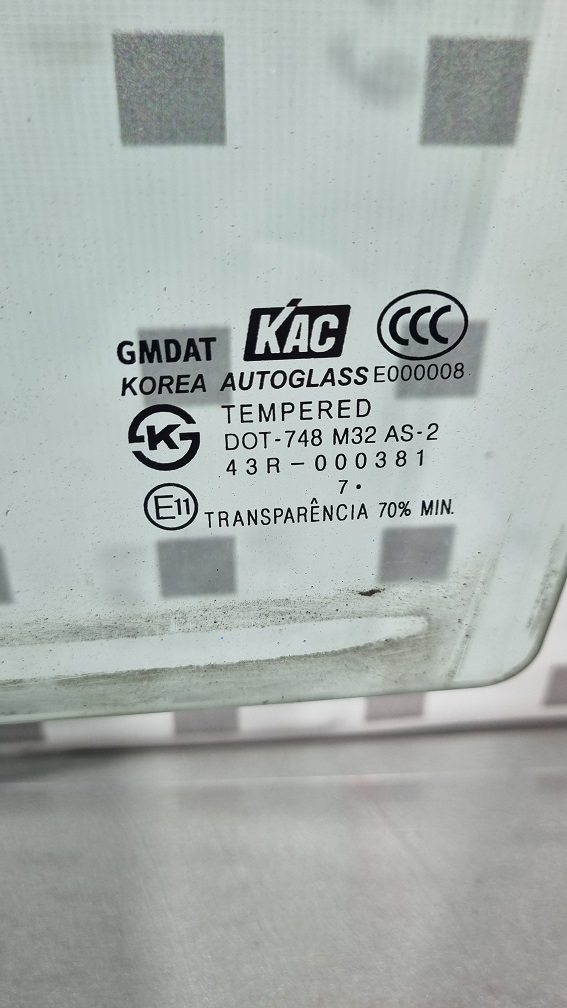 GMDAT KAC CCC
KOREA AUTOGLASS E000008
K TEMPERED
DOT-748 M32 AS-2
43R-000381
7.
E11 TRANSPARÊNCIA 70% MIN.